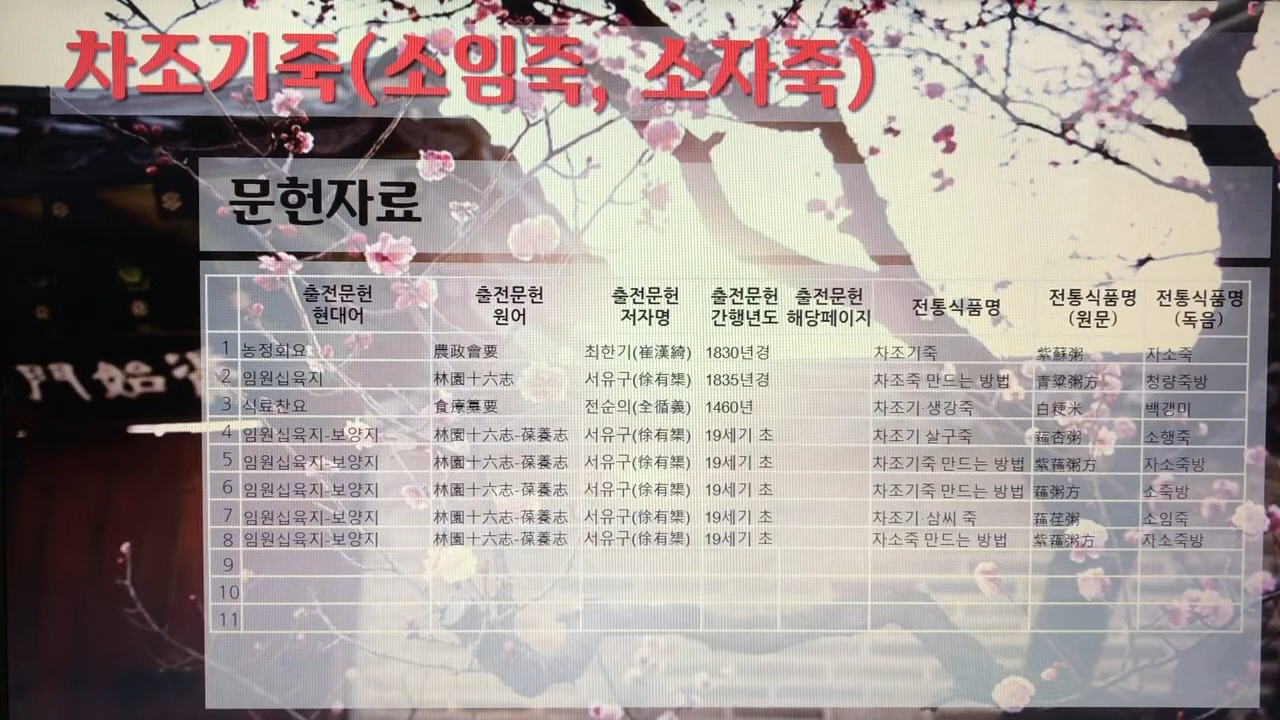 차조기죽(소임죽, 소자죽)
문헌자료
출전문헌 현대어 출전문헌 원어 출전문헌 저자명 출전문헌 간행년도 출전문헌 해당페이지 전통식품명 전통식품명 (원문) 전통식품명 (독음)
1 농정회요 農政會要 최한기(崔漢綺) 1830년경 차조기죽 紫蘇粥 자소죽
2 임원십육지 林園十六志 서유구(徐有榘) 1835년경 차조죽 만드는 방법 靑粱粥方 청량죽방
3 식료찬요 食療纂要 전순의(全循義) 1460년 차조기 생강죽 白粳米 백갱미
4 임원십육지-보양지 林園十六志-葆養志 서유구(徐有榘) 19세기 초 차조기 살구죽 蘓杏粥 소행죽
5 임원십육지-보양지 林園十六志-葆養志 서유구(徐有榘) 19세기 초 차조기죽 만드는 방법 紫蘓粥方 자소죽방
6 임원십육지-보양지 林園十六志-葆養志 서유구(徐有榘) 19세기 초 차조기죽 만드는 방법 蘓粥方 소죽방
7 임원십육지-보양지 林園十六志-葆養志 서유구(徐有榘) 19세기 초 차조기·삼씨 죽 蘓荏粥 소임죽
8 임원십육지-보양지 林園十六志-葆養志 서유구(徐有榘) 19세기 초 자소죽 만드는 방법 紫蘓粥方 자소죽방
9
10
11